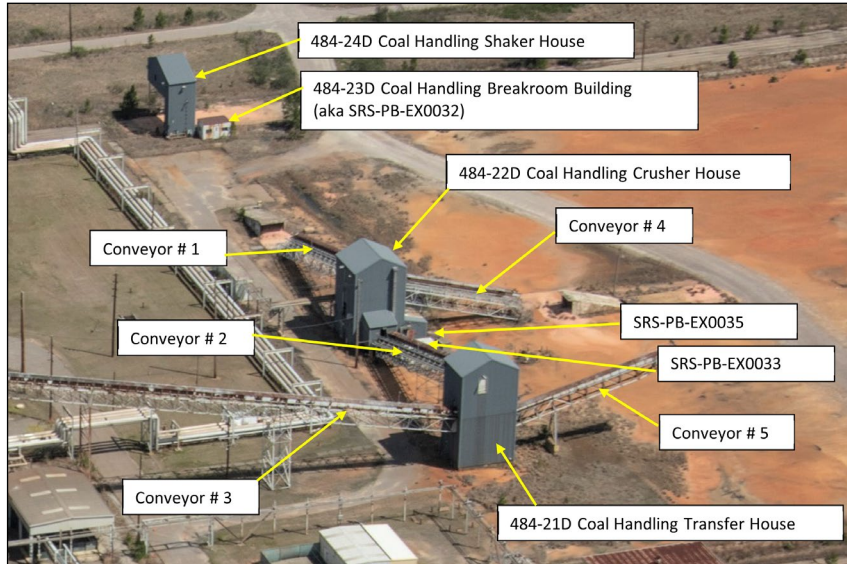 484-24D Coal Handling Shaker House
484-23D Coal Handling Breakroom Building
(aka SRS-PB-EX0032)
484-22D Coal Handling Crusher House
Conveyor # 1
Conveyor # 4
Conveyor # 2
SRS-PB-EX0035
SRS-PB-EX0033
Conveyor # 5
Conveyor # 3
484-21D Coal Handling Transfer House